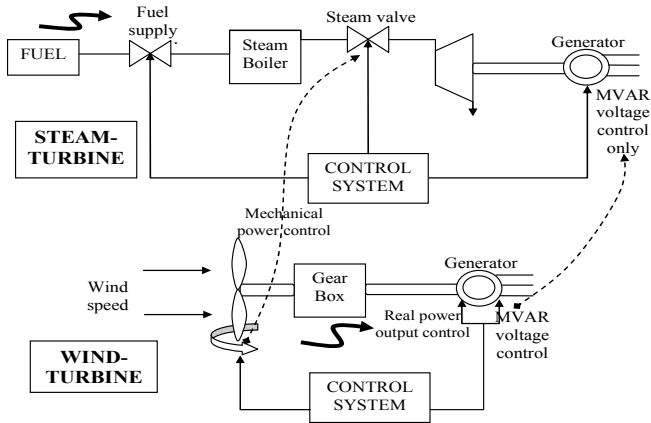 Fuel
supply
Steam valve
FUEL
Steam
Boiler
Generator
MVAR
voltage
control
only
STEAM-
TURBINE
CONTROL
SYSTEM
Mechanical
power control
Wind
speed
Gear
Box
Generator
Real power
output control
MVAR
voltage
control
WIND-
TURBINE
CONTROL
SYSTEM